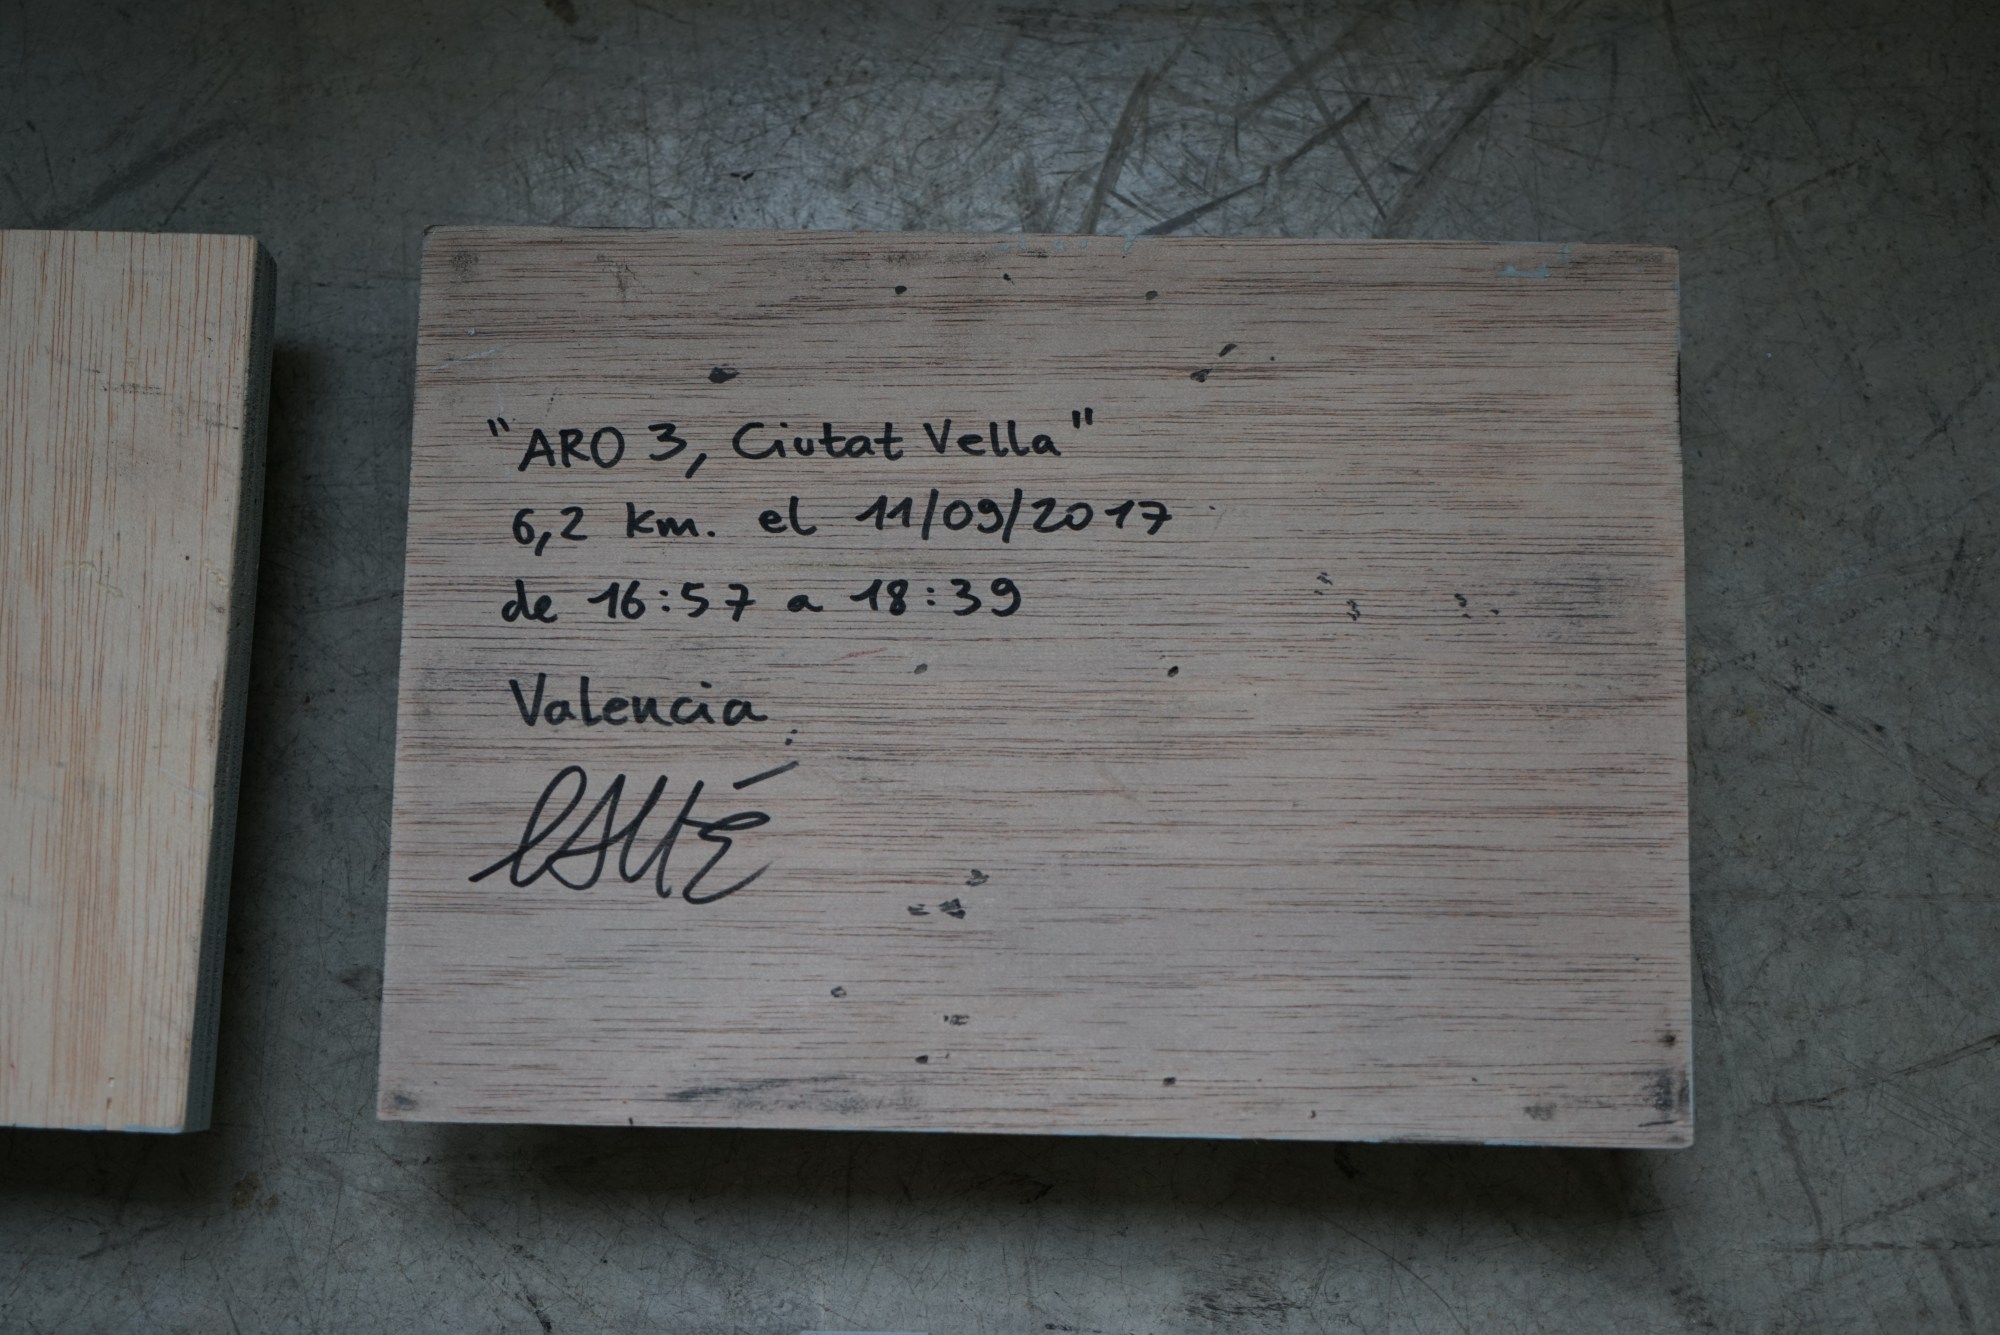 "ARO 3, Ciutat Vella"
6,2 km. el 11/09/2017
de 16:57 a 18:39
Valencia